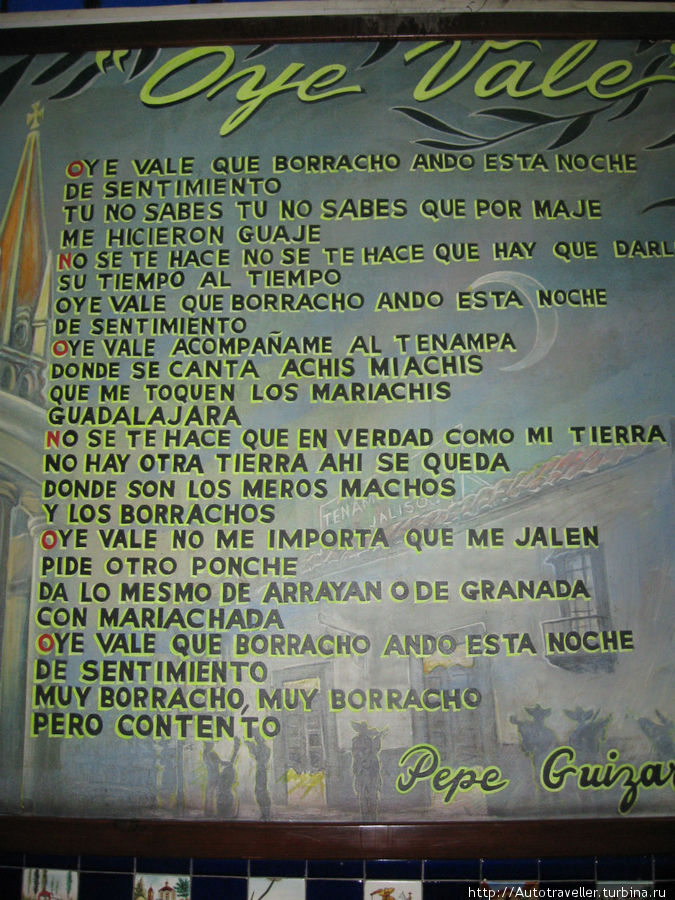 "Oye Vale"
OYE VALE QUE BORRACHO ANDO ESTA NOCHE
DE SENTIMIENTO
TU NO SABES TU NO SABES QUE POR MAJE
ME HICIERON GUAJE
NO SE TE HACE NO SE TE HACE QUE HAY QUE DARL
SU TIEMPO AL TIEMPO
OYE VALE QUE BORRACHO ANDO ESTA NOCHE
DE SENTIMIENTO
OYE VALE ACOMPAÑAME AL TENAMPA
DONDE SE CANTA ACHIS MIACHIS
QUE ME TOQUEN LOS MARIACHIS
GUADALAJARA
NO SE TE HACE QUE EN VERDAD COMO MI TIERRA
NO HAY OTRA TIERRA AHI SE QUEDA
DONDE SON LOS MEROS MACHOS
Y LOS BORRACHOS
OYE VALE NO ME IMPORTA QUE ME JALEN
PIDE OTRO PONCHE
DA LO MESMO DE ARRAYAN O DE GRANADA
CON MARIACHADA
OYE VALE QUE BORRACHO ANDO ESTA NOCHE
DE SENTIMIENTO
MUY BORRACHO, MUY BORRACHO
PERO CONTENTO
Pepe Guizar
http://Autotraveller.turbina.ru